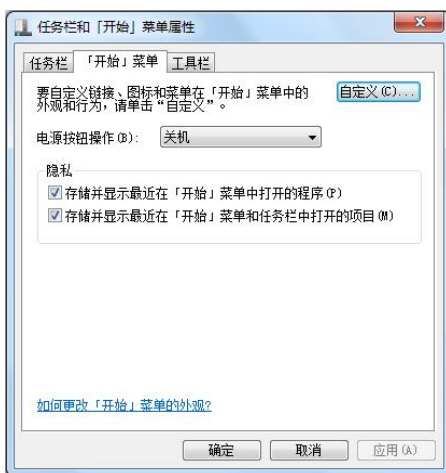 任务栏和「开始」菜单属性
任务栏 「开始」菜单 工具栏
要自定义链接、图标和菜单在「开始」菜单中的
外观和行为，请单击“自定义”。
自定义(C)...
电源按钮操作(B): 关机
隐私
存储并显示最近在「开始」菜单中打开的程序(P)
存储并显示最近在「开始」菜单和任务栏中打开的项目(M)
如何更改「开始」菜单的外观?
确定 取消 应用(A)